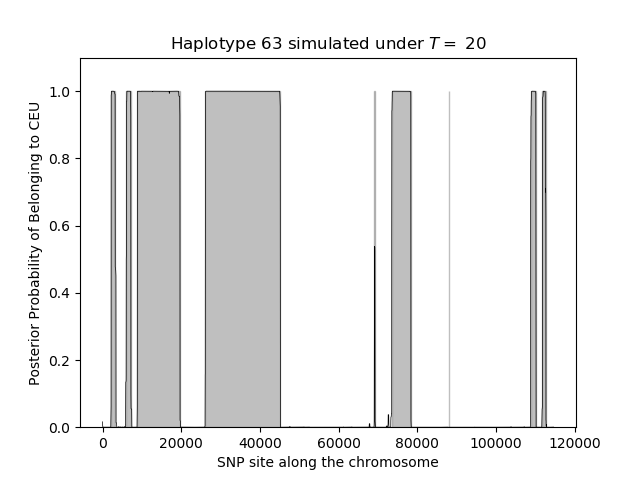 Haplotype 63 simulated under T = 20
Posterior Probability of Belonging to CEU
1.0
0.8
0.6
0.4
0.2
0.0
0 20000 40000 60000 80000 100000 120000
SNP site along the chromosome